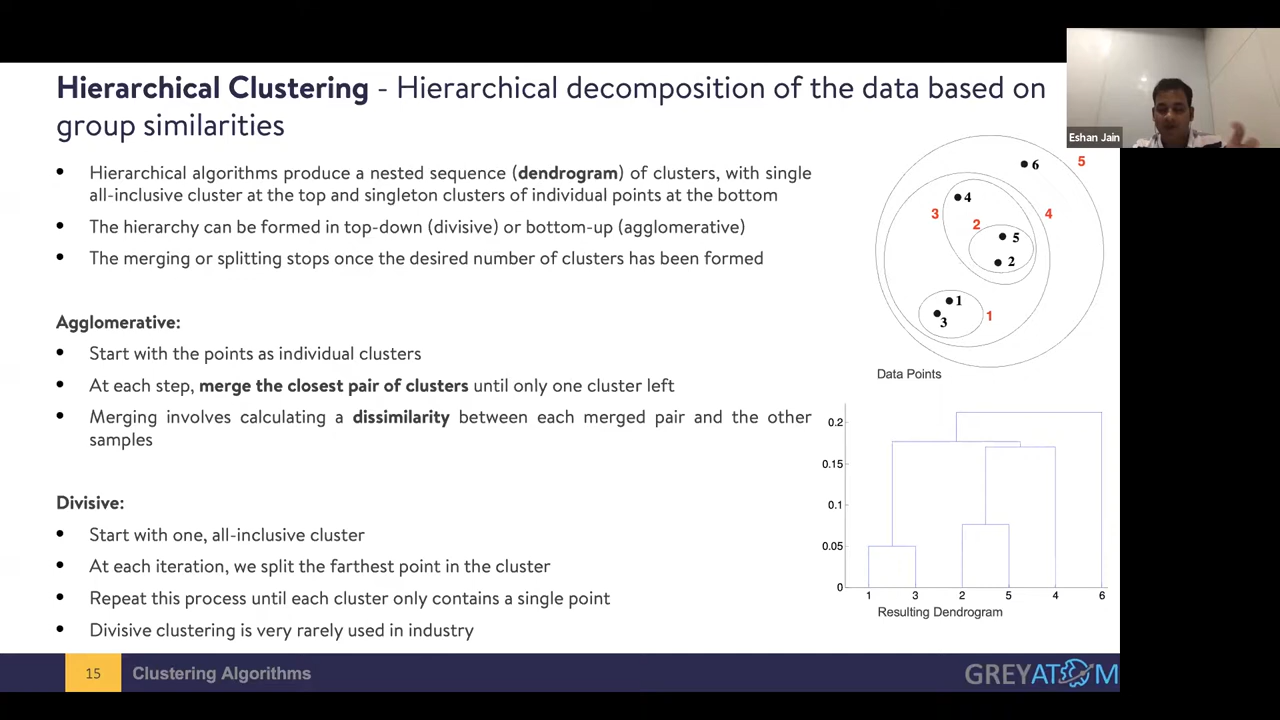 Hierarchical Clustering - Hierarchical decomposition of the data based on
group similarities
Eshan Jain
• Hierarchical algorithms produce a nested sequence (dendrogram) of clusters, with single
all-inclusive cluster at the top and singleton clusters of individual points at the bottom
• The hierarchy can be formed in top-down (divisive) or bottom-up (agglomerative)
• The merging or splitting stops once the desired number of clusters has been formed
Agglomerative:
• Start with the points as individual clusters
• At each step, merge the closest pair of clusters until only one cluster left
• Merging involves calculating a dissimilarity between each merged pair and the other
samples
Divisive:
• Start with one, all-inclusive cluster
• At each iteration, we split the farthest point in the cluster
• Repeat this process until each cluster only contains a single point
• Divisive clustering is very rarely used in industry
6
5
4
3
4
2
5
2
1
3
1
Data Points
0.2
0.15
0.1
0.05
0
1 3 2 5 4 6
Resulting Dendrogram
15
Clustering Algorithms
GREYATOM